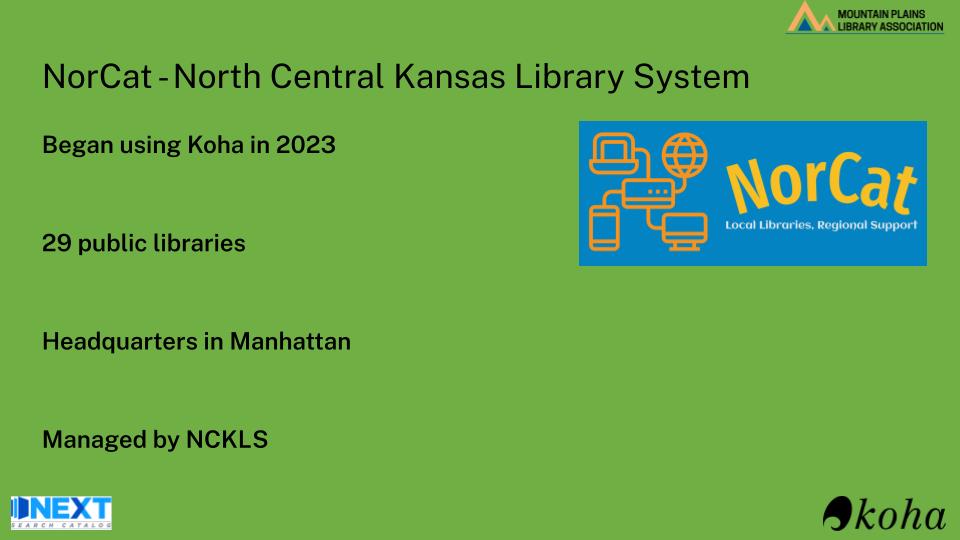 MOUNTAIN PLAINS
LIBRARY ASSOCIATION
NorCat - North Central Kansas Library System
Began using Koha in 2023
NorCat
Local Libraries, Regional Support
29 public libraries
Headquarters in Manhattan
Managed by NCKLS
NEXT
SEARCH CATALOG
koha